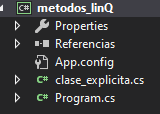 C# metodos_linQ
Properties
Referencias
App.config
C# clase_explicita.cs
C# Program.cs